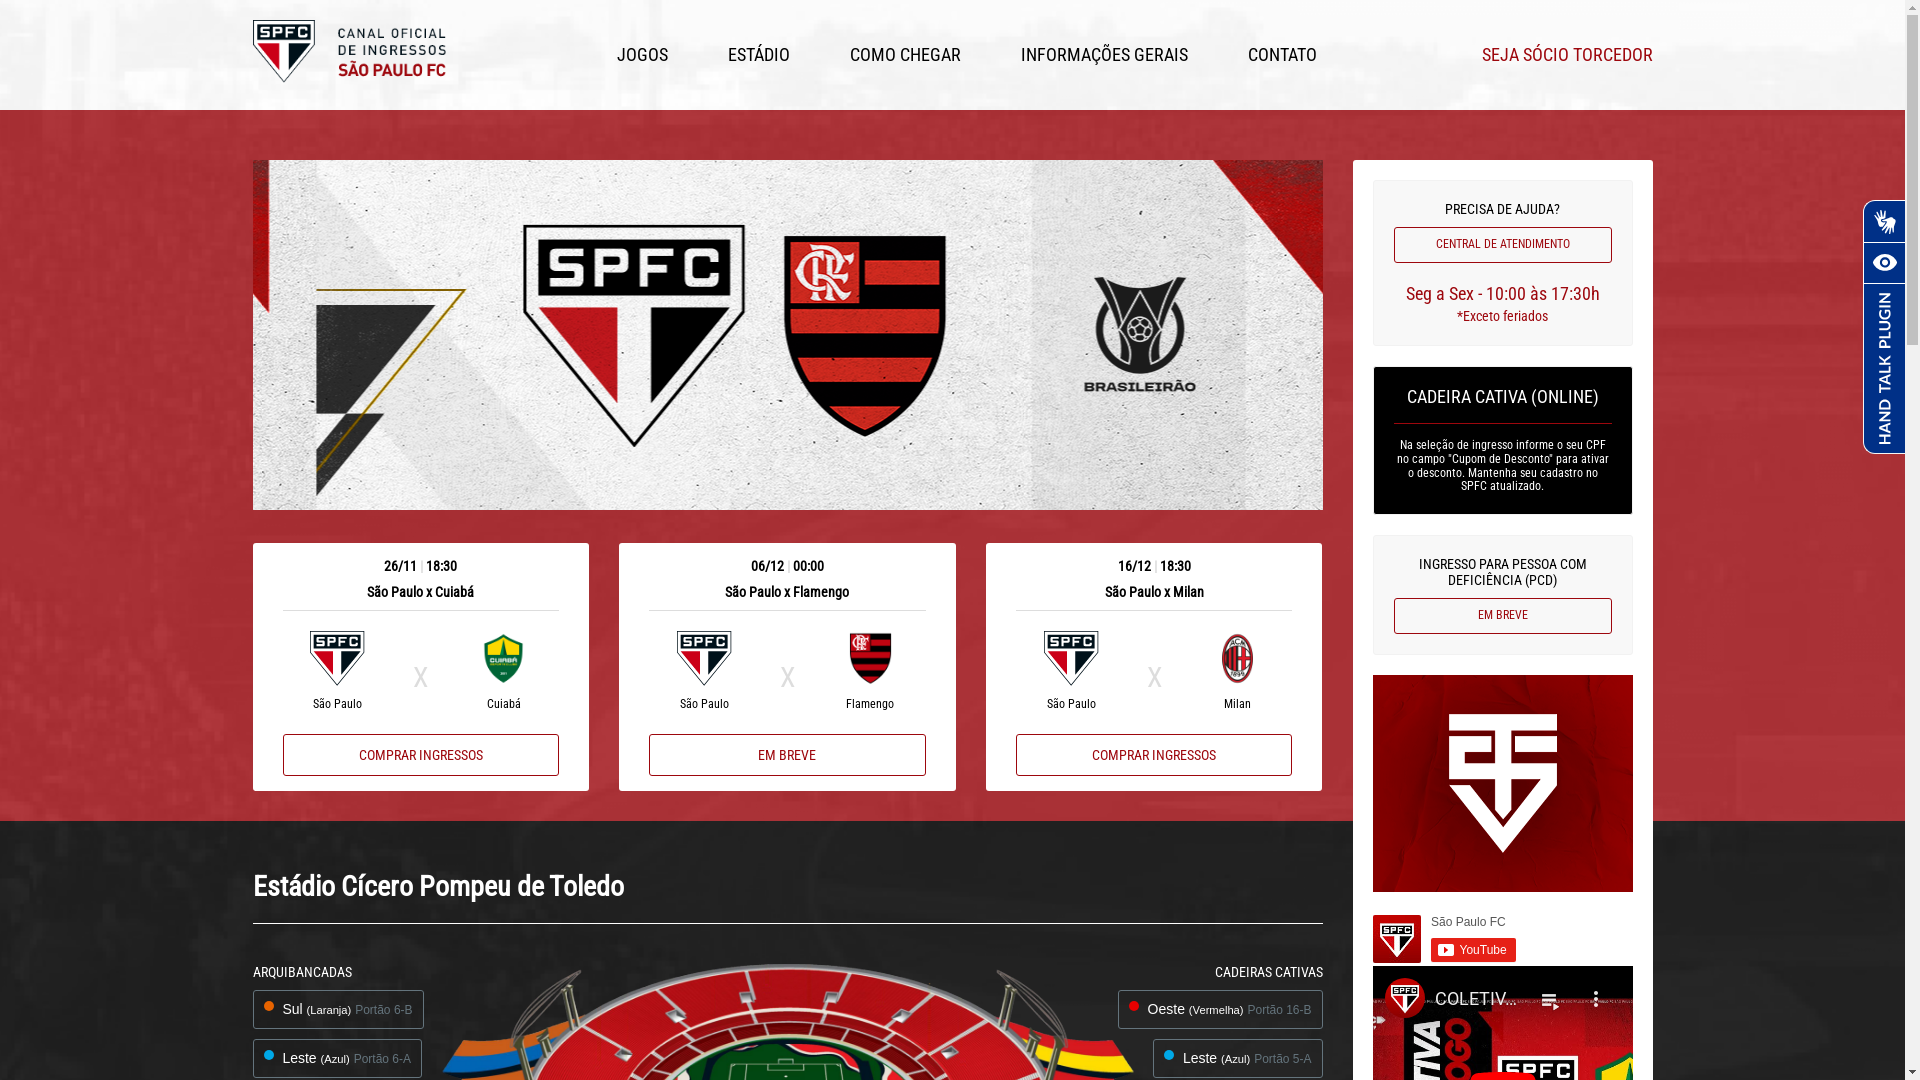 SPFC
CANAL OFICIAL
DE INGRESSOS
SÃO PAULO FC
JOGOS
ESTÁDIO
COMO CHEGAR
INFORMAÇÕES GERAIS
CONTATO
SEJA SÓCIO TORCEDOR
SPFC
CRF
BRASILEIRÃO
26/11 | 18:30
São Paulo x Cuiabá
SPFC
CUIABÁ
X
São Paulo
Cuiabá
COMPRAR INGRESSOS
06/12 | 00:00
São Paulo x Flamengo
SPFC
X
São Paulo
Flamengo
EM BREVE
16/12 | 18:30
São Paulo x Milan
SPFC
ACM
1899
X
São Paulo
Milan
COMPRAR INGRESSOS
PRECISA DE AJUDA?
CENTRAL DE ATENDIMENTO
Seg a Sex - 10:00 às 17:30h
*Exceto feriados
CADEIRA CATIVA (ONLINE)
Na seleção de ingresso informe o seu CPF
no campo "Cupom de Desconto" para ativar
o desconto. Mantenha seu cadastro no
SPFC atualizado.
INGRESSO PARA PESSOA COM
DEFICIÊNCIA (PCD)
EM BREVE
SPFC
São Paulo FC
YouTube
SPFC
COLETIV...
SPFC
HAND TALK PLUGIN
Estádio Cícero Pompeu de Toledo
ARQUIBANCADAS
Sul (Laranja) Portão 6-B
Leste (Azul) Portão 6-A
CADEIRAS CATIVAS
Oeste (Vermelha) Portão 16-B
Leste (Azul) Portão 5-A